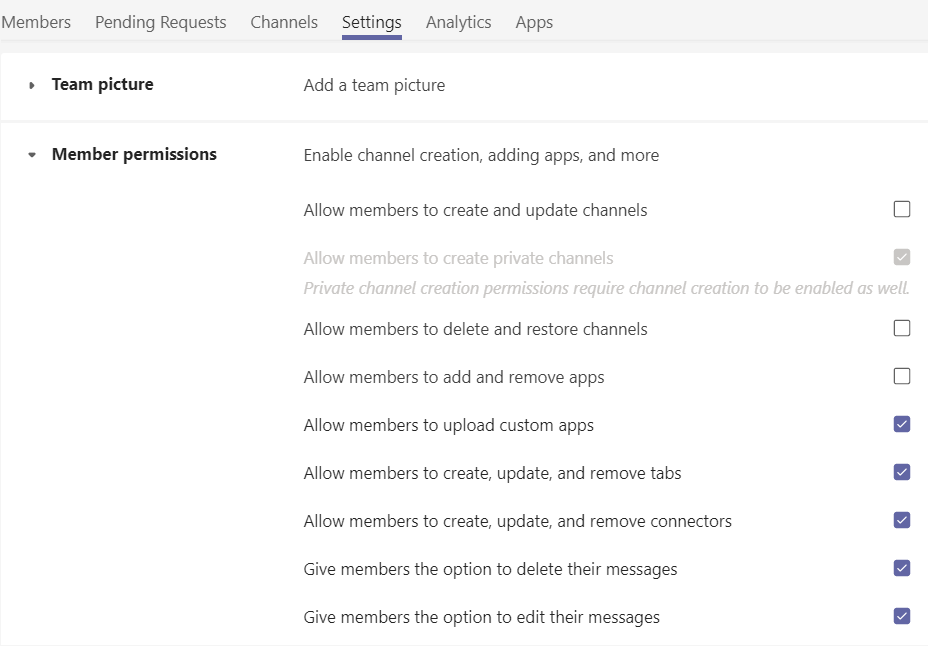 Members Pending Requests Channels Settings Analytics Apps
Team picture Add a team picture
Member permissions Enable channel creation, adding apps, and more
Allow members to create and update channels
Allow members to create private channels
Private channel creation permissions require channel creation to be enabled as well.
Allow members to delete and restore channels
Allow members to add and remove apps
Allow members to upload custom apps
Allow members to create, update, and remove tabs
Allow members to create, update, and remove connectors
Give members the option to delete their messages
Give members the option to edit their messages